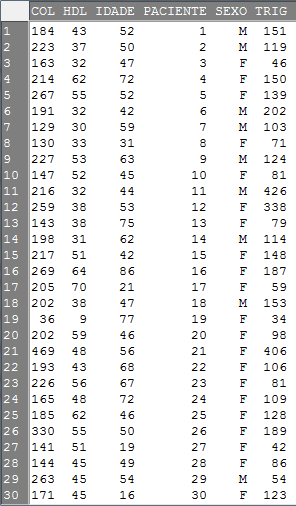 COL HDL IDADE PACIENTE SEXO TRIG
1 184 43 52 1 M 151
2 223 37 50 2 M 119
3 163 32 47 3 F 46
4 214 62 72 4 F 150
5 267 55 52 5 F 139
6 191 32 42 6 M 202
7 129 30 59 7 M 103
8 130 33 31 8 F 71
9 227 53 63 9 M 124
10 147 52 45 10 F 81
11 216 32 44 11 M 426
12 259 38 53 12 F 338
13 143 38 75 13 F 79
14 198 31 62 14 M 114
15 217 51 42 15 F 148
16 269 64 86 16 F 187
17 205 70 21 17 F 59
18 202 38 47 18 M 153
19 36 9 77 19 F 34
20 202 59 46 20 F 98
21 469 48 56 21 F 406
22 193 43 68 22 F 106
23 226 56 67 23 F 81
24 165 48 72 24 F 109
25 185 62 46 25 F 128
26 330 55 50 26 F 189
27 141 51 19 27 F 42
28 144 45 49 28 F 86
29 263 45 54 29 M 54
30 171 45 16 30 F 123